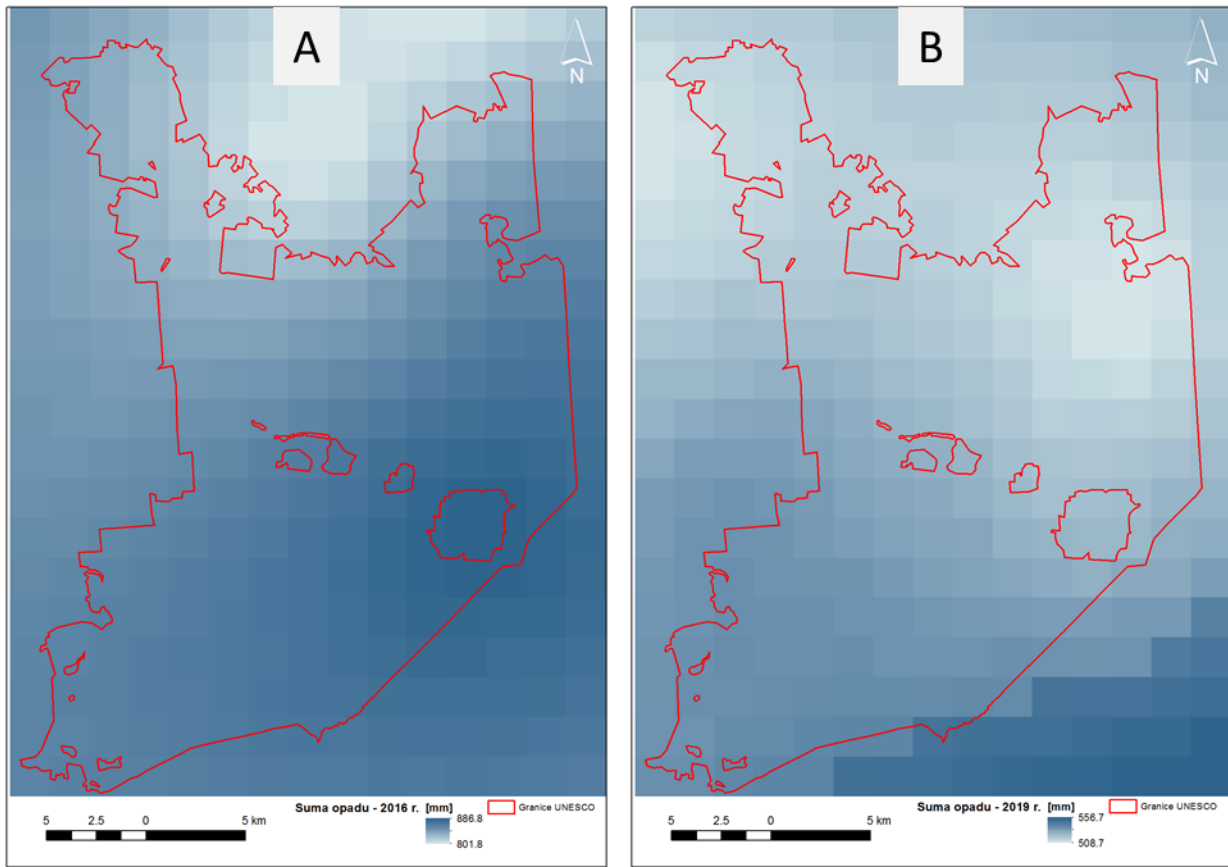 A
N
Suma opadu - 2016 r. [mm]
886.8
801.8
Granice UNESCO
5 2.5 0 5 km
B
N
Suma opadu - 2019 r. [mm]
556.7
508.7
Granice UNESCO
5 2.5 0 5 km